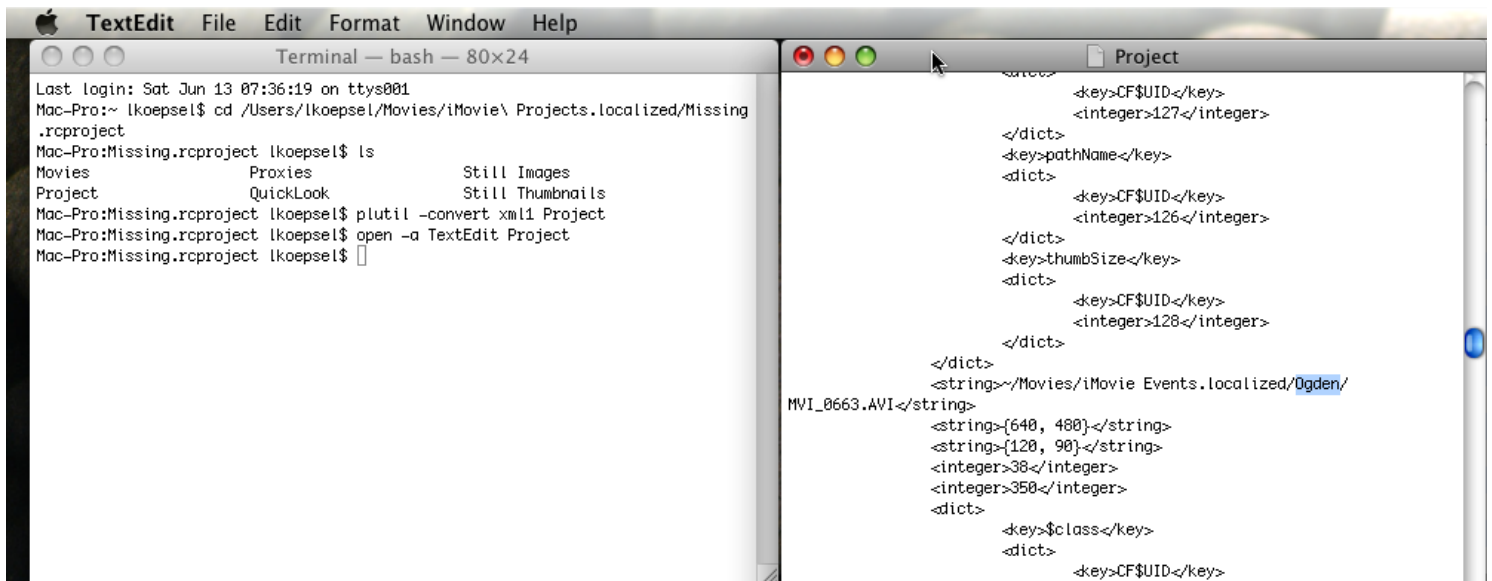 TextEdit File Edit Format Window Help
Terminal — bash — 80×24
Last login: Sat Jun 13 07:36:19 on ttys001
Mac-Pro:~ lkoepsel$ cd /Users/lkoepsel/Movies/iMovie\ Projects.localized/Missing
.rcproject
Mac-Pro:Missing.rcproject lkoepsel$ ls
Movies Proxies Still Images
Project QuickLook Still Thumbnails
Mac-Pro:Missing.rcproject lkoepsel$ plutil -convert xml1 Project
Mac-Pro:Missing.rcproject lkoepsel$ open -a TextEdit Project
Mac-Pro:Missing.rcproject lkoepsel$
Project
<dict>
<key>CF$UID</key>
<integer>127</integer>
</dict>
<key>pathName</key>
<dict>
<key>CF$UID</key>
<integer>126</integer>
</dict>
<key>thumbSize</key>
<dict>
<key>CF$UID</key>
<integer>128</integer>
</dict>
</dict>
<string>~/Movies/iMovie Events.localized/Ogden/
MVI_0663.AVI</string>
<string>{640, 480}</string>
<string>{120, 90}</string>
<integer>38</integer>
<integer>350</integer>
<dict>
<key>$class</key>
<dict>
<key>CF$UID</key>